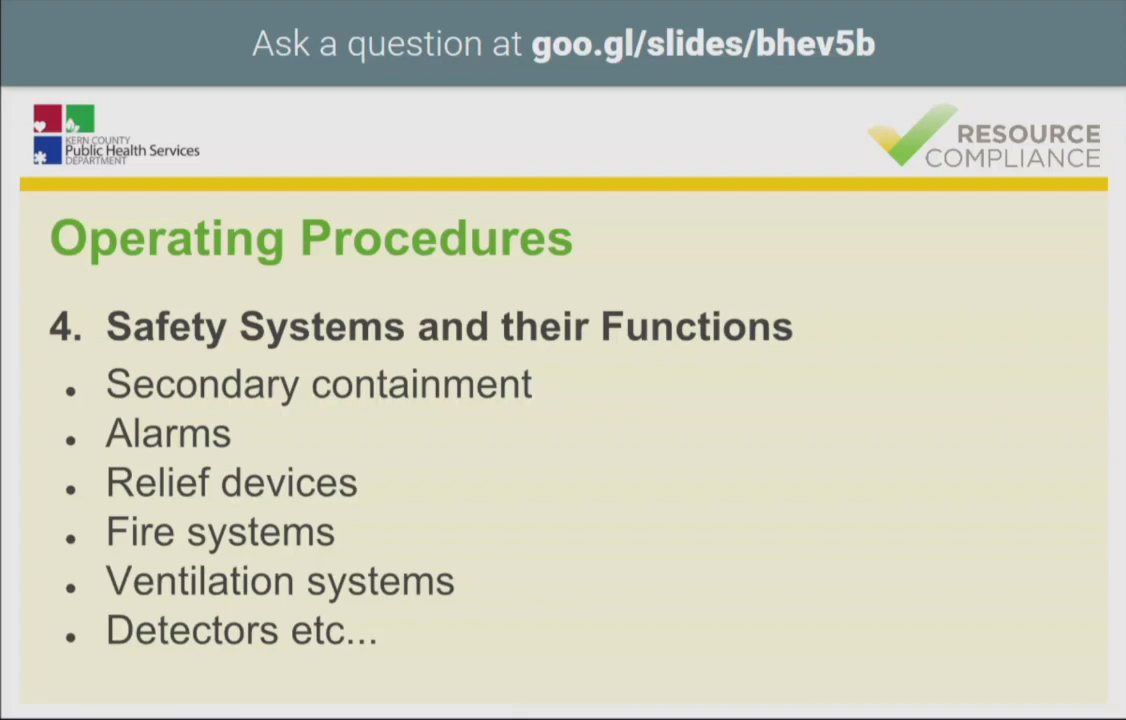 Ask a question at goo.gl/slides/bhev5b
KERN COUNTY
Public Health Services
DEPARTMENT
RESOURCE
COMPLIANCE
Operating Procedures
4. Safety Systems and their Functions
• Secondary containment
• Alarms
• Relief devices
• Fire systems
• Ventilation systems
• Detectors etc...